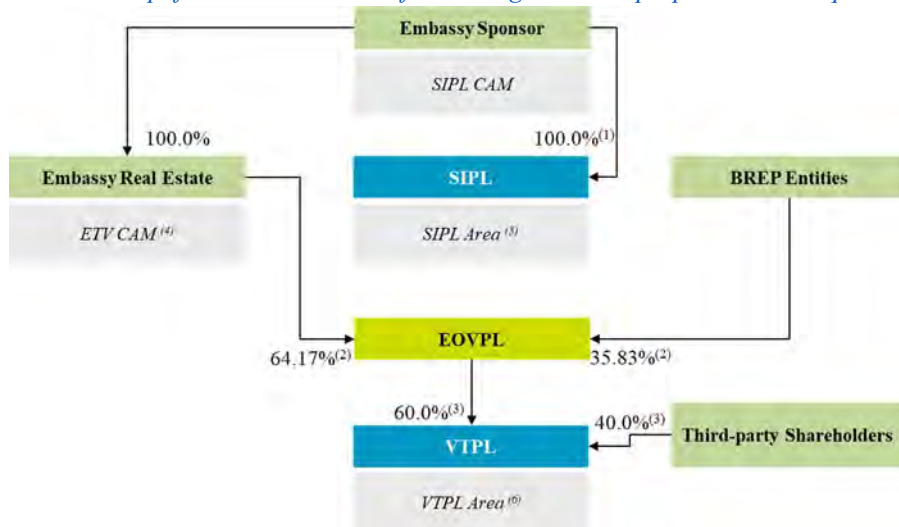 Embassy Sponsor
SIPL CAM
100.0%
100.0%(1)
Embassy Real Estate
SIPL
BREP Entities
ETV CAM (4)
SIPL Area (5)
EOVPL
64.17%(2)
35.83%(2)
60.0%(3)
40.0%(3)
VTPL
Third-party Shareholders
VTPL Area (6)